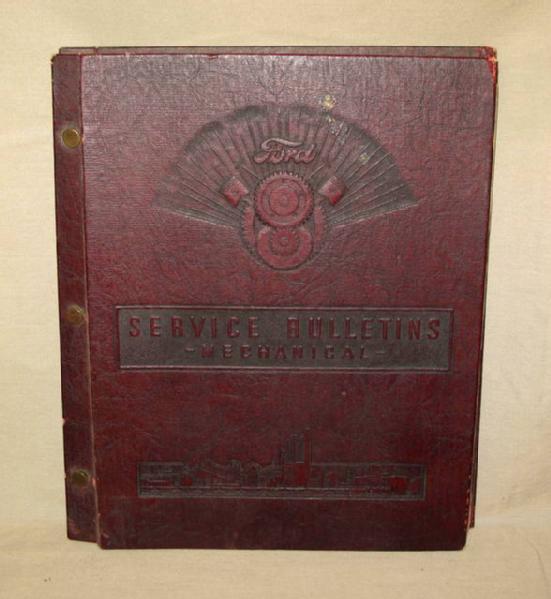 Ford
SERVICE BULLETINS
-MECHANICAL-